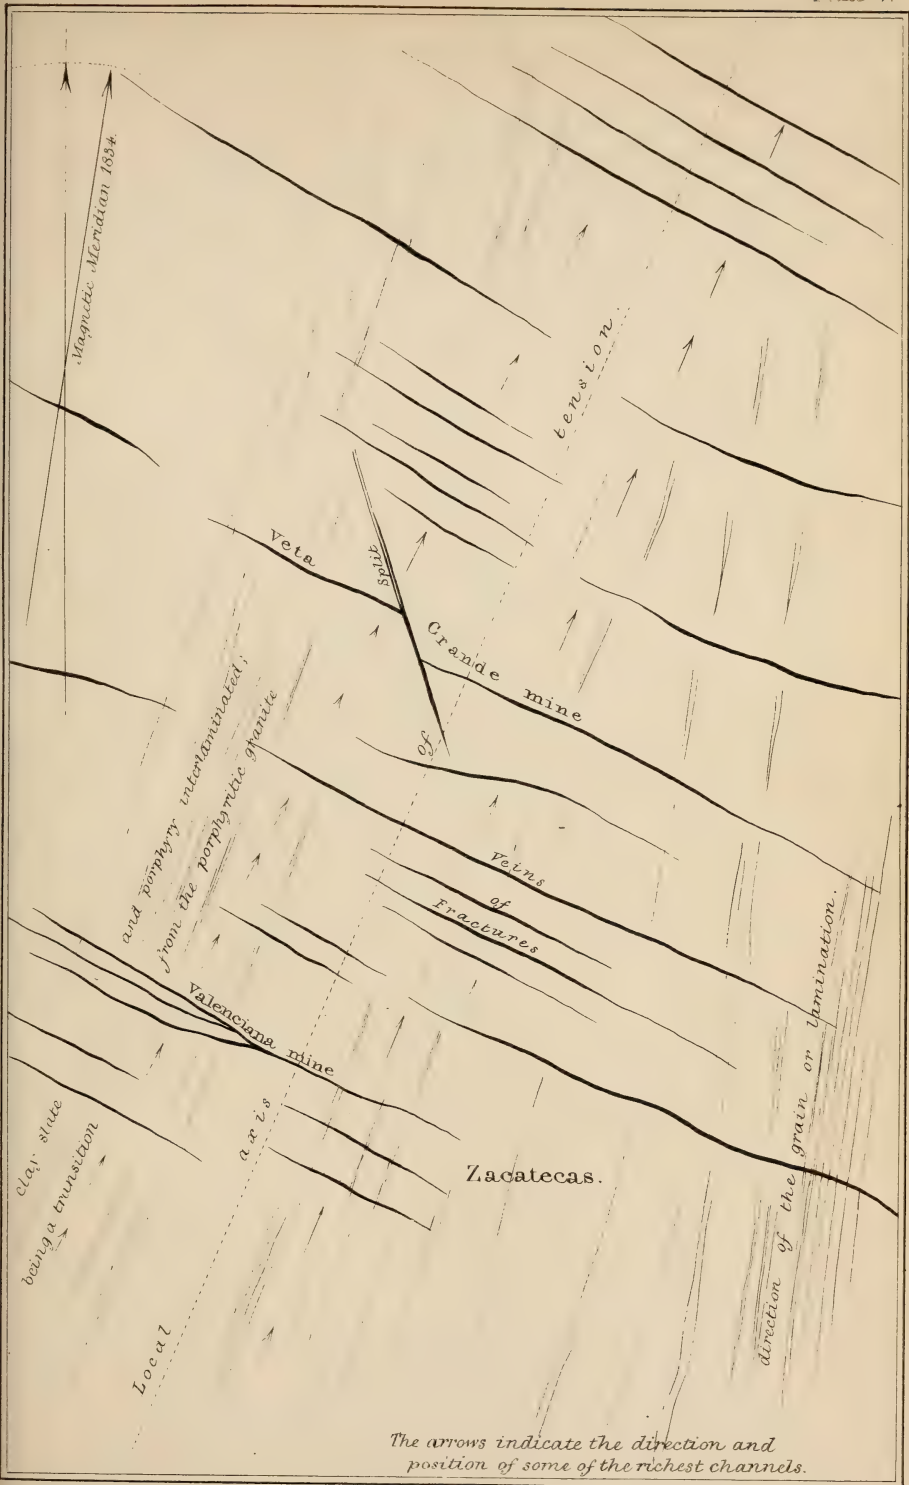 Magnetic Meridian 1834.
tension.
Veta
Split
Grande mine
of
and porphyry interlaminated;
from the porphyritic granite
Veins
of
Fractures
Valenciana mine
axis
Zacatecas.
clay slate
being a transition
Local
direction of the grain or lamination.
The arrows indicate the direction and
position of some of the richest channels.